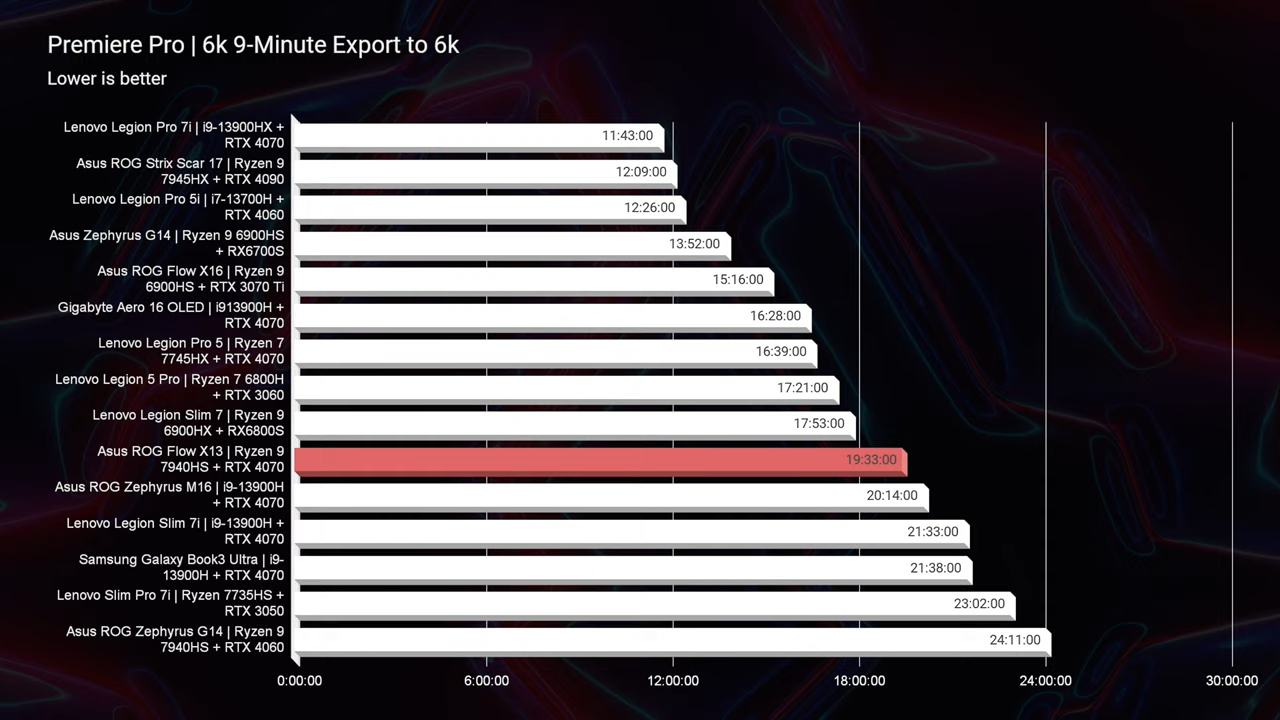 Premiere Pro | 6k 9-Minute Export to 6k
Lower is better
Lenovo Legion Pro 7i | i9-13900HX +
RTX 4070
11:43:00
Asus ROG Strix Scar 17 | Ryzen 9
7945HX + RTX 4090
12:09:00
Lenovo Legion Pro 5i | i7-13700H +
RTX 4060
12:26:00
Asus Zephyrus G14 | Ryzen 9 6900HS
+ RX6700S
13:52:00
Asus ROG Flow X16 | Ryzen 9
6900HS + RTX 3070 Ti
15:16:00
Gigabyte Aero 16 OLED | i913900H +
RTX 4070
16:28:00
Lenovo Legion Pro 5 | Ryzen 7
7745HX + RTX 4070
16:39:00
Lenovo Legion 5 Pro | Ryzen 7 6800H
+ RTX 3060
17:21:00
Lenovo Legion Slim 7 | Ryzen 9
6900HX + RX6800S
17:53:00
Asus ROG Flow X13 | Ryzen 9
7940HS + RTX 4070
19:33:00
Asus ROG Zephyrus M16 | i9-13900H
+ RTX 4070
20:14:00
Lenovo Legion Slim 7i | i9-13900H +
RTX 4070
21:33:00
Samsung Galaxy Book3 Ultra | i9-
13900H + RTX 4070
21:38:00
Lenovo Slim Pro 7i | Ryzen 7735HS +
RTX 3050
23:02:00
Asus ROG Zephyrus G14 | Ryzen 9
7940HS + RTX 4060
24:11:00
0:00:00 6:00:00 12:00:00 18:00:00 24:00:00 30:00:00